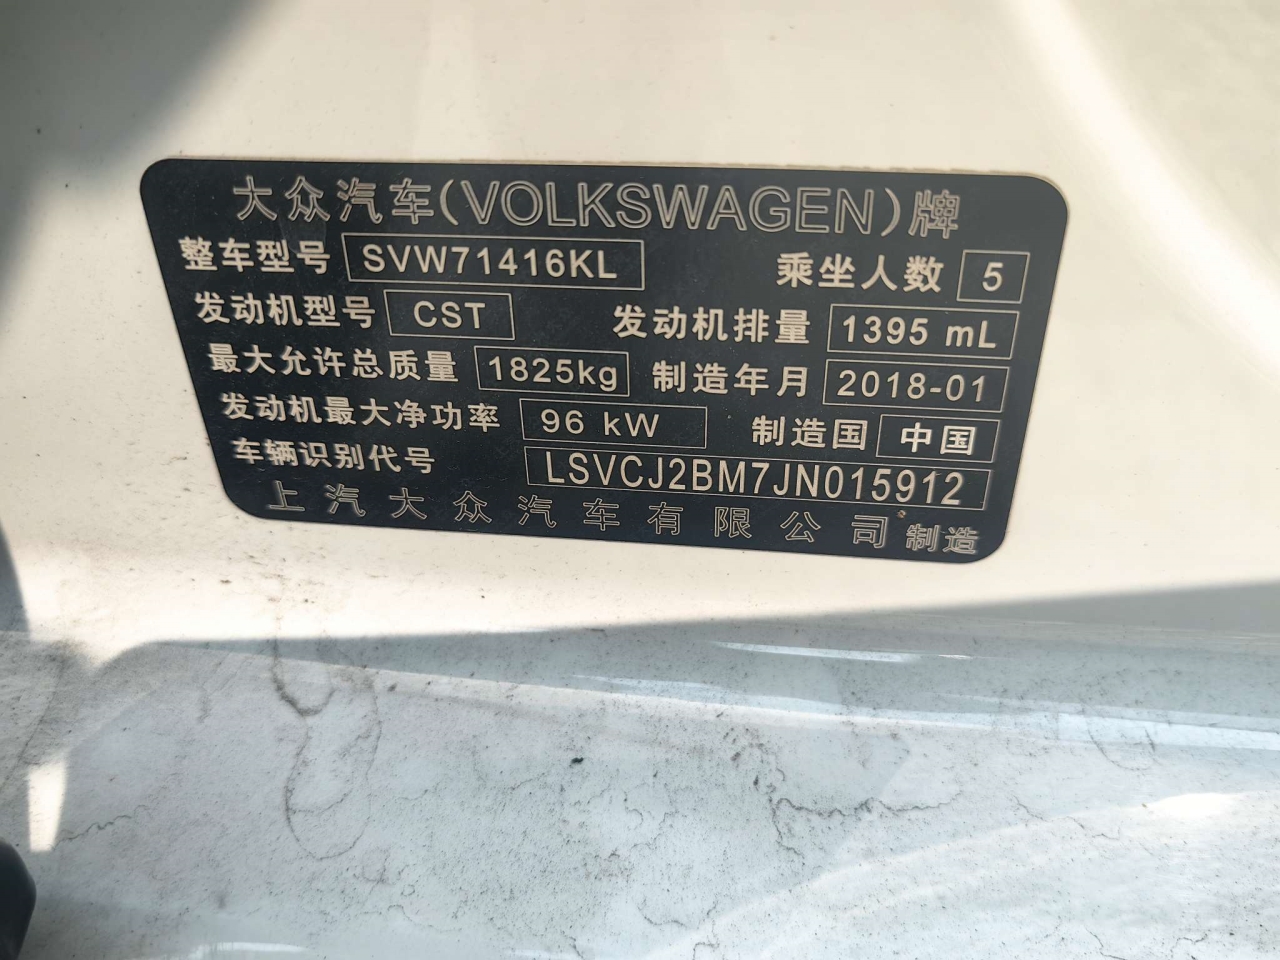 大众汽车(VOLKSWAGEN)牌
整车型号 SVW71416KL 乘坐人数 5
发动机型号 CST 发动机排量 1395 mL
最大允许总质量 1825kg 制造年月 2018-01
发动机最大净功率 96 kW 制造国 中国
车辆识别代号 LSVCJ2BM7JN015912
上汽大众汽车有限公司制造